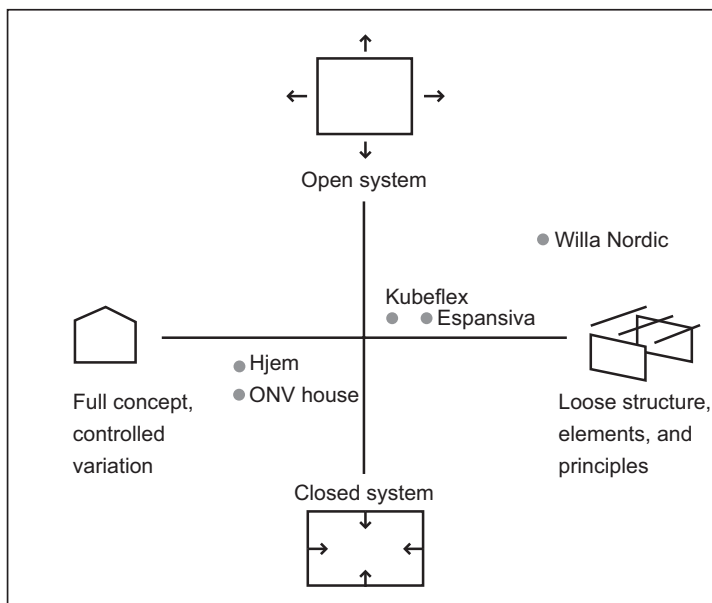 Open system
Willa Nordic
Kubeflex
Espansiva
Hjem
ONV house
Full concept,
controlled
variation
Loose structure,
elements, and
principles
Closed system